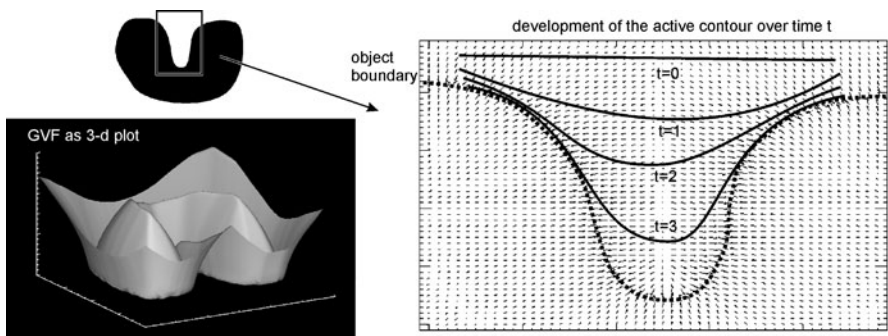 development of the active contour over time t
object
boundary
t=0
GVF as 3-d plot
t=1
t=2
t=3